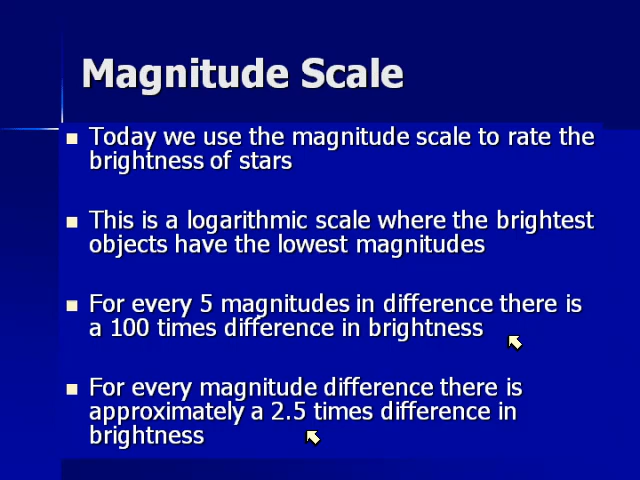 Magnitude Scale
Today we use the magnitude scale to rate the
brightness of stars
This is a logarithmic scale where the brightest
objects have the lowest magnitudes
For every 5 magnitudes in difference there is
a 100 times difference in brightness
For every magnitude difference there is
approximately a 2.5 times difference in
brightness